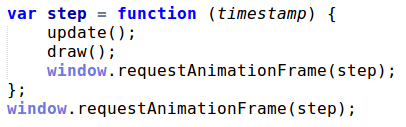 var step = function (timestamp) {
    update();
    draw();
    window.requestAnimationFrame(step);
};
window.requestAnimationFrame(step);